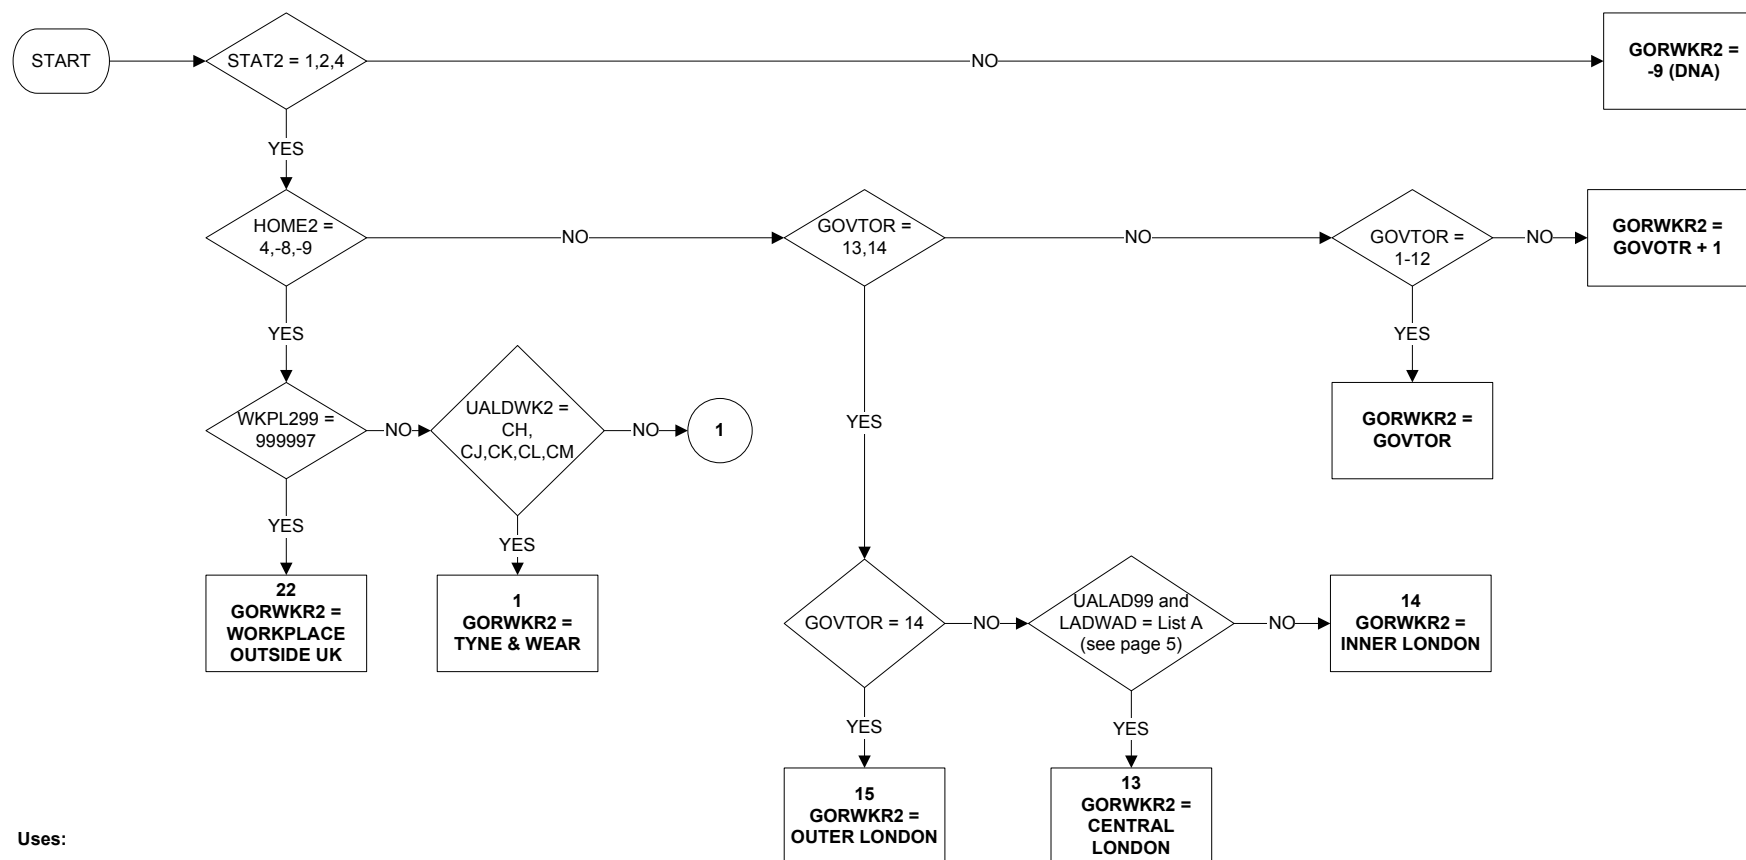 START
STAT2 = 1,2,4
NO
GORWKR2 =
-9 (DNA)
YES
HOME2 =
4,-8,-9
NO
GOVTOR =
13,14
NO
GOVTOR =
1-12
NO
GORWKR2 =
GOVOTR + 1
YES
YES
YES
WKPL299 =
999997
NO
UALDWK2 =
CH,
CJ,CK,CL,CM
NO
1
GORWKR2 =
GOVTOR
YES
YES
22
GORWKR2 =
WORKPLACE
OUTSIDE UK
1
GORWKR2 =
TYNE & WEAR
GOVTOR = 14
NO
UALAD99 and
LADWAD = List A
(see page 5)
NO
14
GORWKR2 =
INNER LONDON
YES
YES
15
GORWKR2 =
OUTER LONDON
13
GORWKR2 =
CENTRAL
LONDON
Uses: